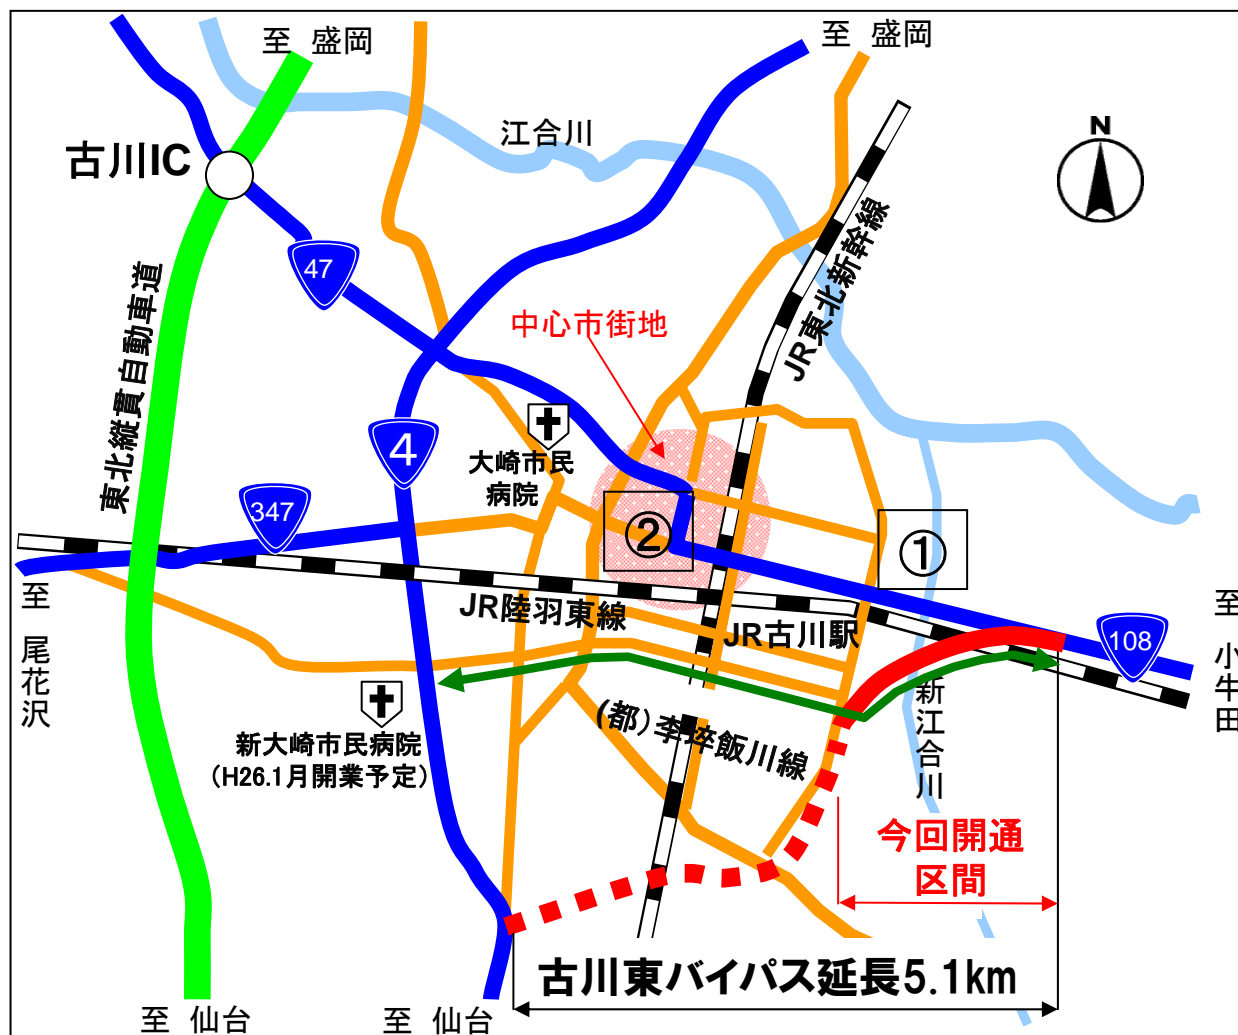 至 盛岡
至 盛岡
江合川
N
古川IC
47
JR東北新幹線
東北縦貫自動車道
中心市街地
4
大崎市民
病院
347
②
①
至 尾花沢
JR陸羽東線
JR古川駅
108
至 小牛田
新江合川
新大崎市民病院
(H26.1月開業予定)
(都)李埣飯川線
今回開通
区間
古川東バイパス延長5.1km
至 仙台
至 仙台